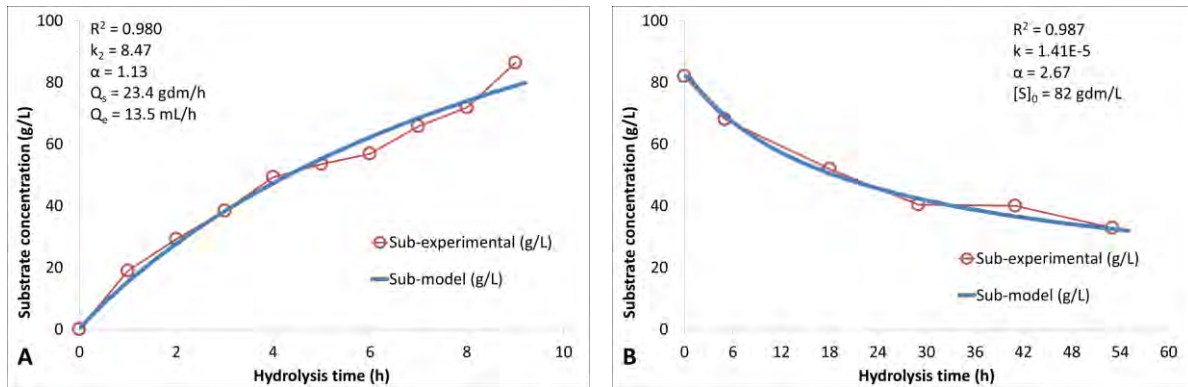 R² = 0.980
k₂ = 8.47
α = 1.13
Qₛ = 23.4 gdm/h
Qₑ = 13.5 mL/h
Substrate concentration (g/L)
100
80
60
40
20
0
Sub-experimental (g/L)
Sub-model (g/L)
A
0 2 4 6 8 10
Hydrolysis time (h)
R² = 0.987
k = 1.41E-5
α = 2.67
[S]₀ = 82 gdm/L
Substrate concentration (g/L)
100
80
60
40
20
0
Sub-experimental (g/L)
Sub-model (g/L)
B
0 6 12 18 24 30 36 42 48 54 60
Hydrolysis time (h)